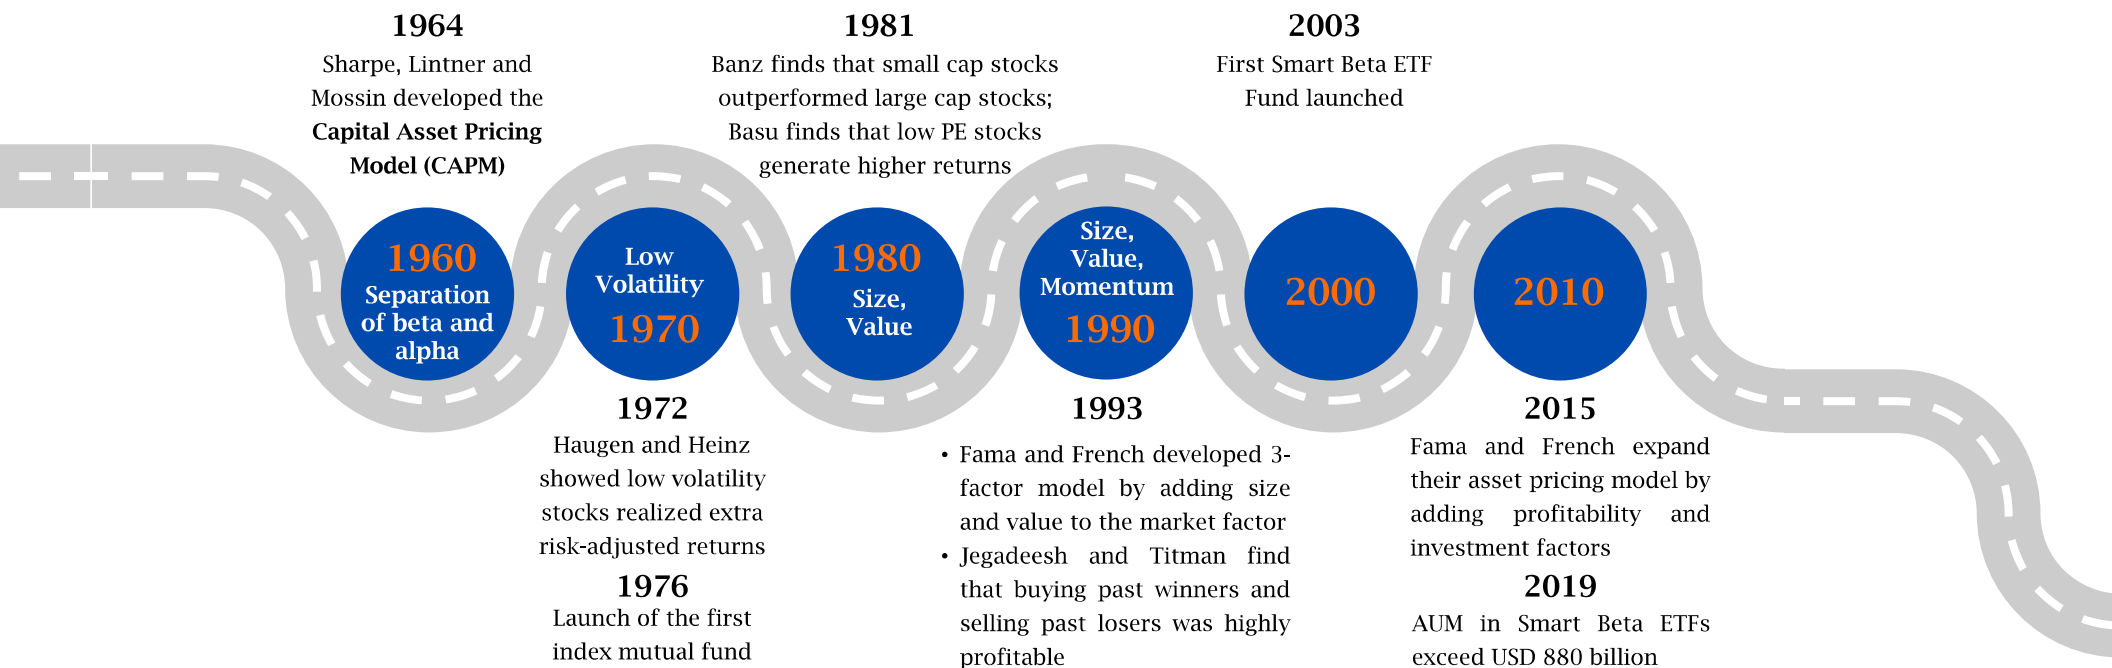 1964
Sharpe, Lintner and
Mossin developed the
Capital Asset Pricing
Model (CAPM)
1960
Separation
of beta and
alpha
Low
Volatility
1970
1972
Haugen and Heinz
showed low volatility
stocks realized extra
risk-adjusted returns
1976
Launch of the first
index mutual fund
1981
Banz finds that small cap stocks
outperformed large cap stocks;
Basu finds that low PE stocks
generate higher returns
1980
Size,
Value
Size,
Value,
Momentum
1990
1993
• Fama and French developed 3-
factor model by adding size
and value to the market factor
• Jegadeesh and Titman find
that buying past winners and
selling past losers was highly
profitable
2003
First Smart Beta ETF
Fund launched
2000
2010
2015
Fama and French expand
their asset pricing model by
adding profitability and
investment factors
2019
AUM in Smart Beta ETFs
exceed USD 880 billion